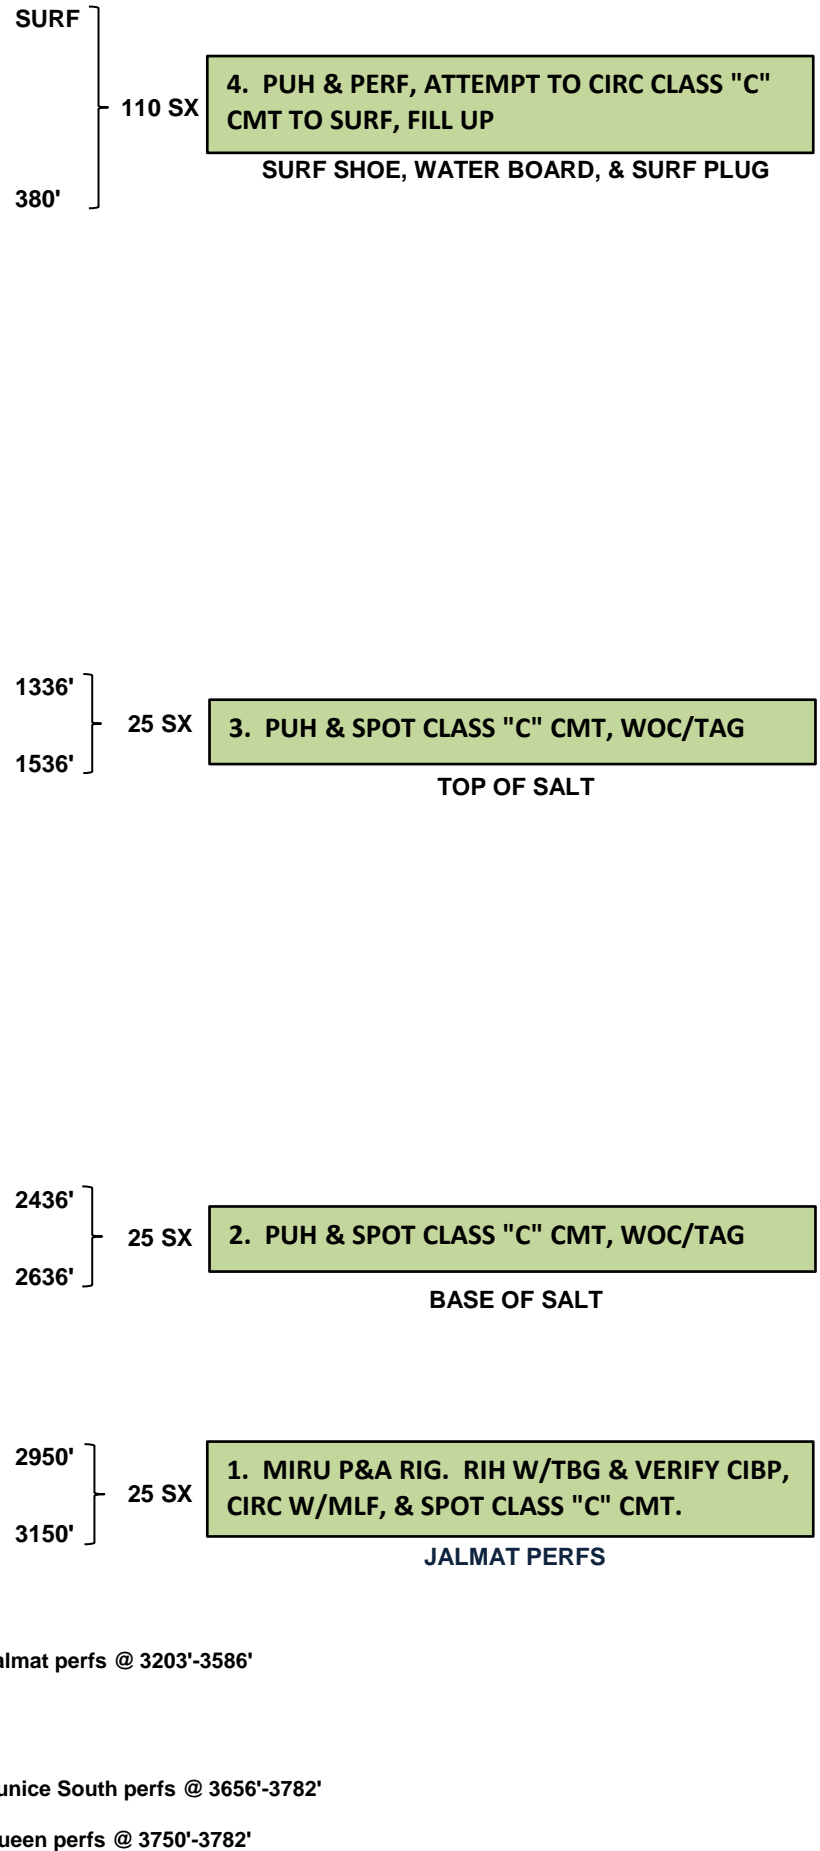 SURF
110 SX
4. PUH & PERF, ATTEMPT TO CIRC CLASS "C"
CMT TO SURF, FILL UP
SURF SHOE, WATER BOARD, & SURF PLUG
380'
1336'
25 SX
3. PUH & SPOT CLASS "C" CMT, WOC/TAG
1536'
TOP OF SALT
2436'
25 SX
2. PUH & SPOT CLASS "C" CMT, WOC/TAG
2636'
BASE OF SALT
2950'
25 SX
1. MIRU P&A RIG. RIH W/TBG & VERIFY CIBP,
CIRC W/MLF, & SPOT CLASS "C" CMT.
3150'
JALMAT PERFS
almat perfs @ 3203'-3586'
unice South perfs @ 3656'-3782'
ueen perfs @ 3750'-3782'